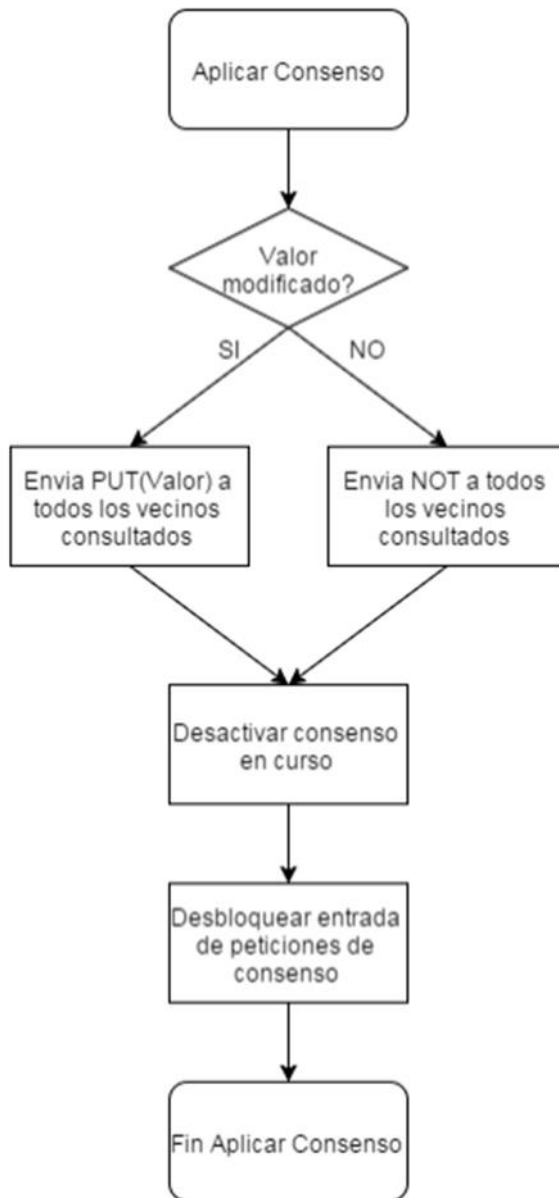 Aplicar Consenso
Valor
modificado?
SI
NO
Envia PUT(Valor) a
todos los vecinos
consultados
Envia NOT a todos
los vecinos
consultados
Desactivar consenso
en curso
Desbloquear entrada
de peticiones de
consenso
Fin Aplicar Consenso